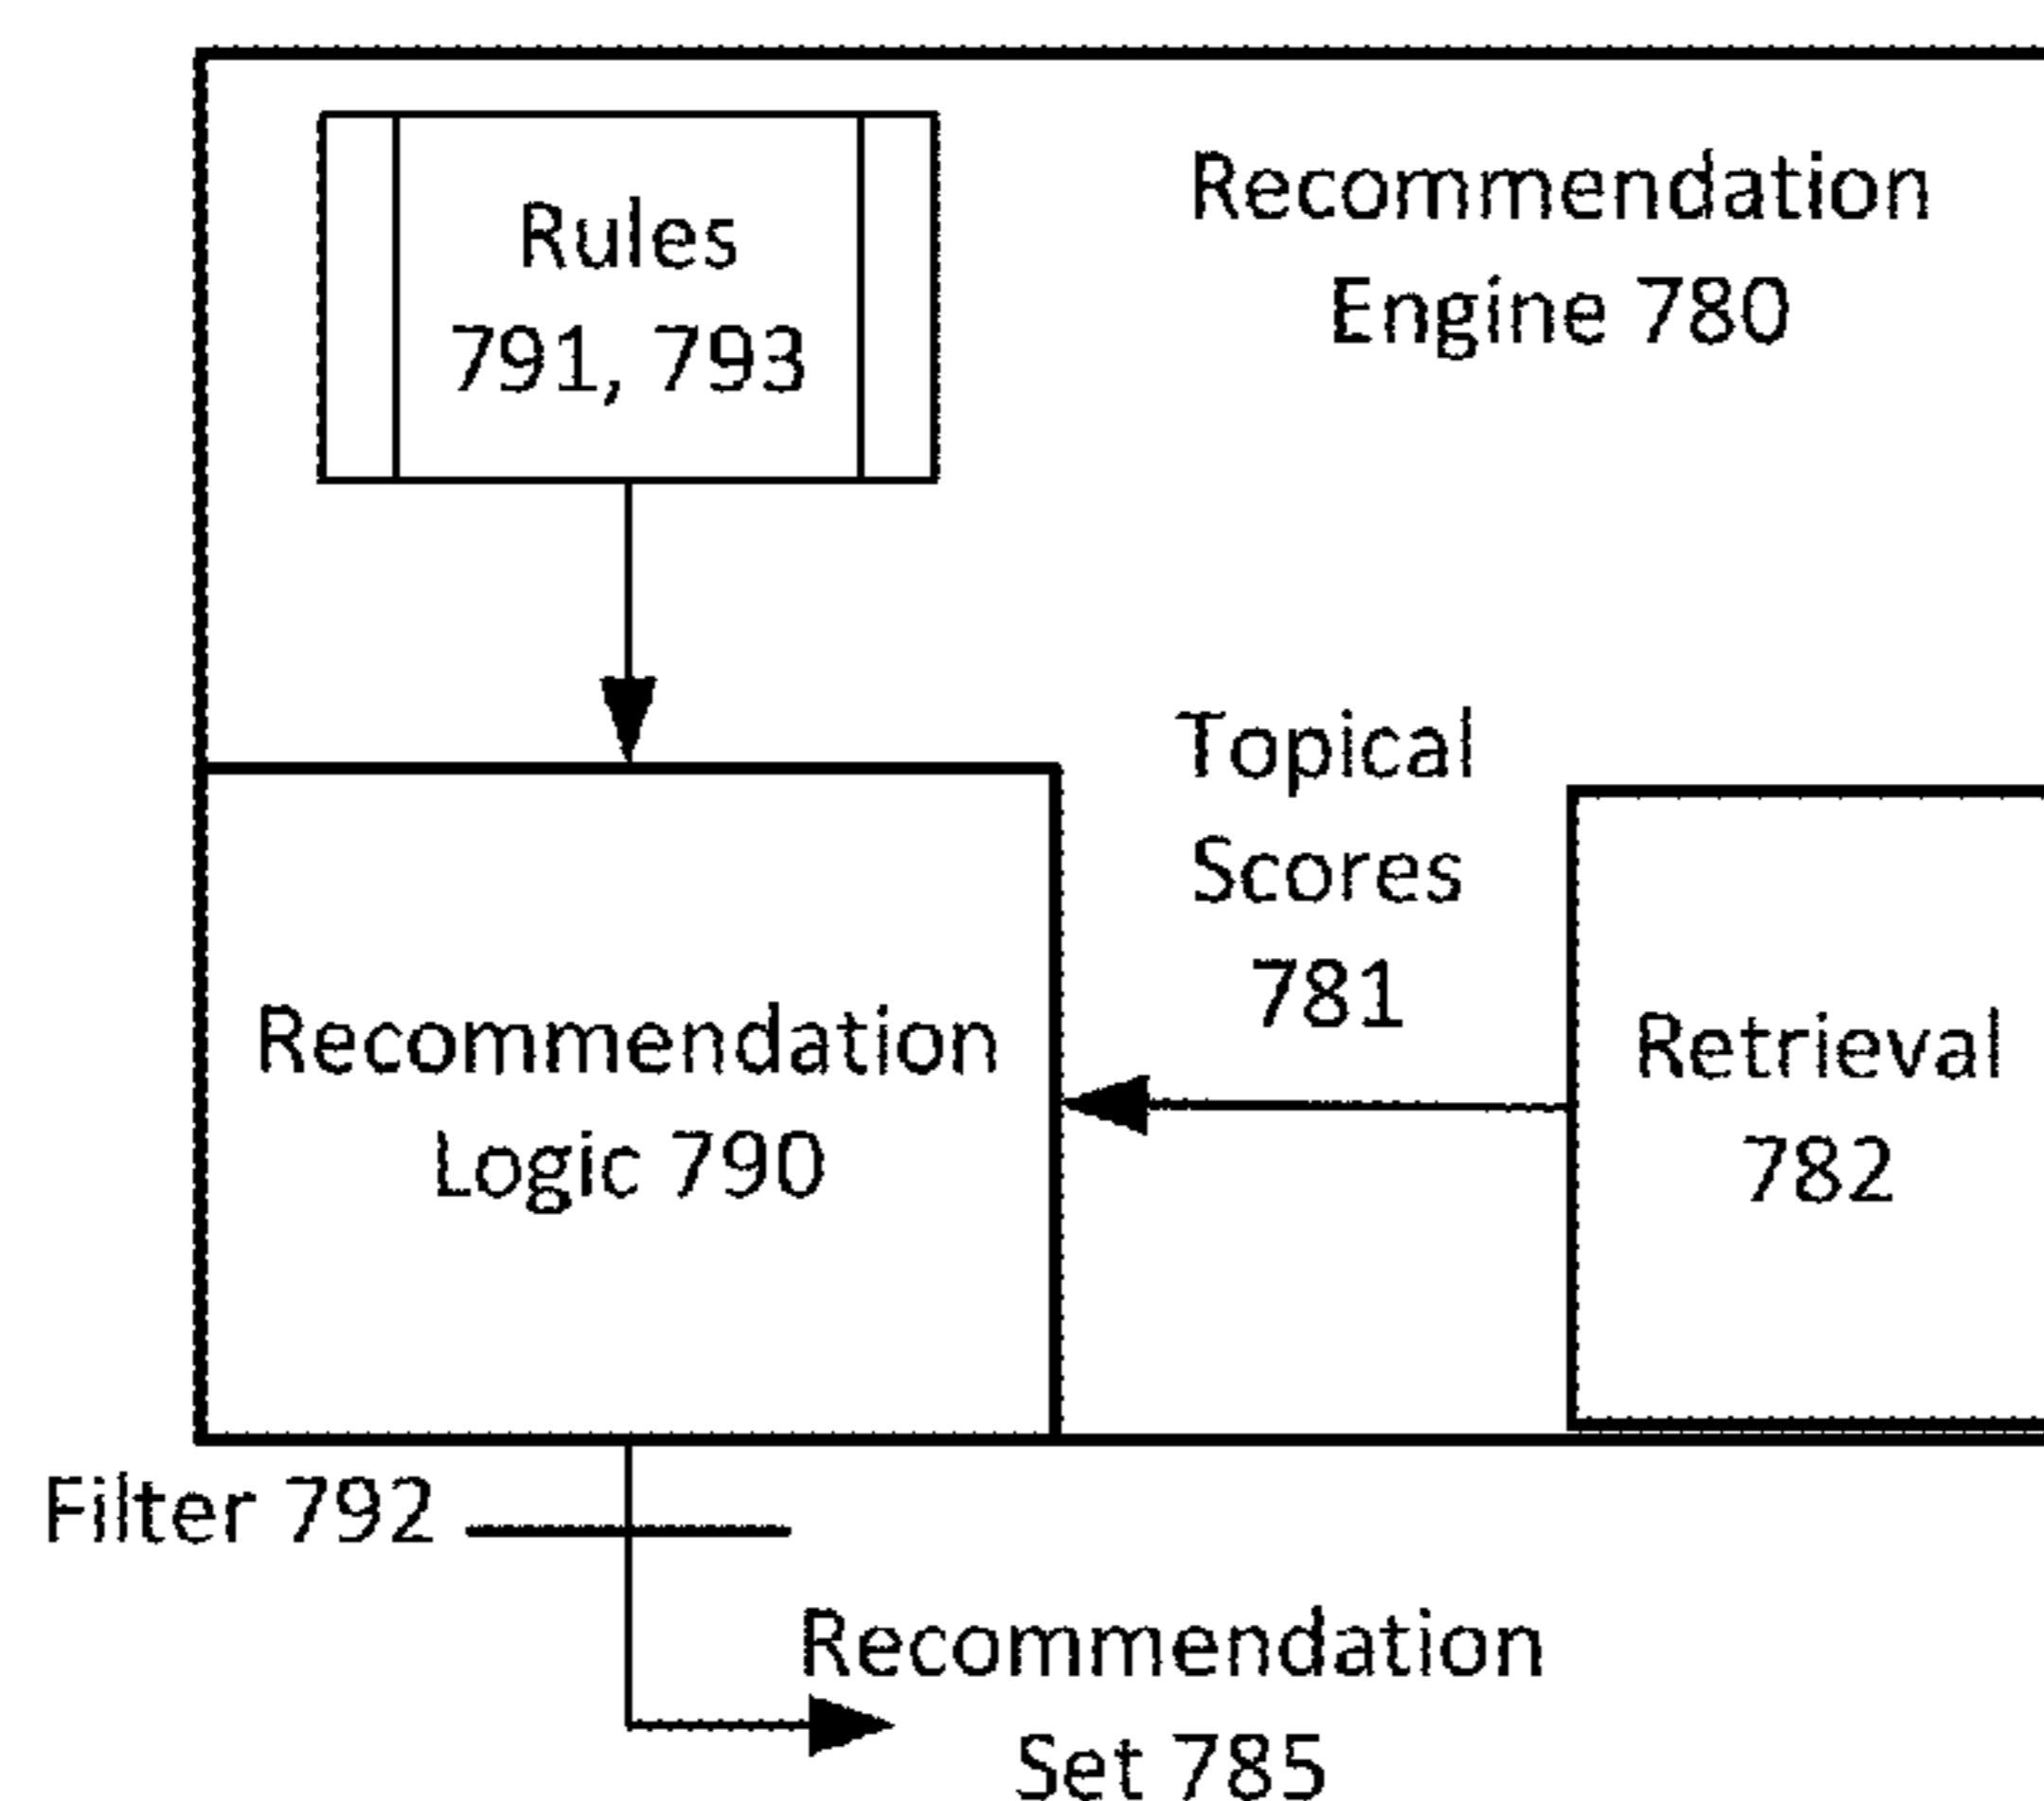 Rules
791, 793
Recommendation
Engine 780
Topical
Scores
781
Recommendation
Logic 790
Retrieval
782
Filter 792
Recommendation
Set 785